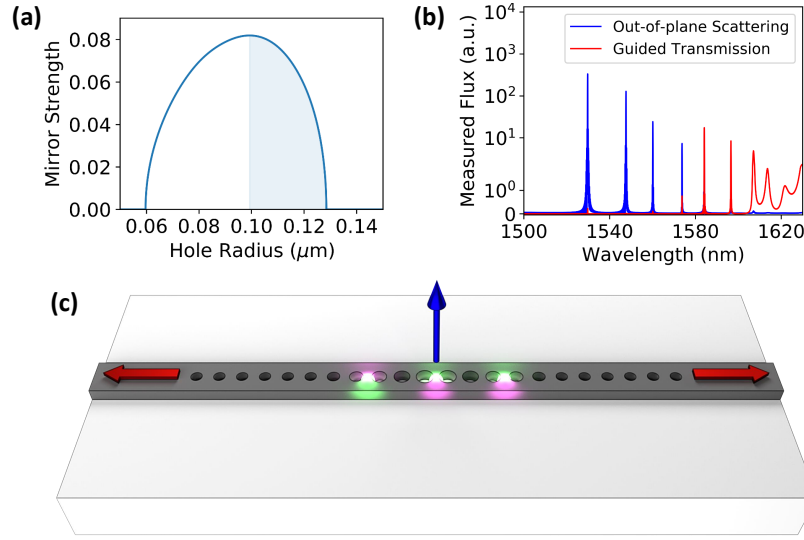 (a)
Mirror Strength
0.08
0.06
0.04
0.02
0.00
0.06 0.08 0.10 0.12 0.14
Hole Radius (μm)
(b)
Measured Flux (a.u.)
10⁴
10²
10¹
10⁰
0
Out-of-plane Scattering
Guided Transmission
1500 1540 1580 1620
Wavelength (nm)
(c)